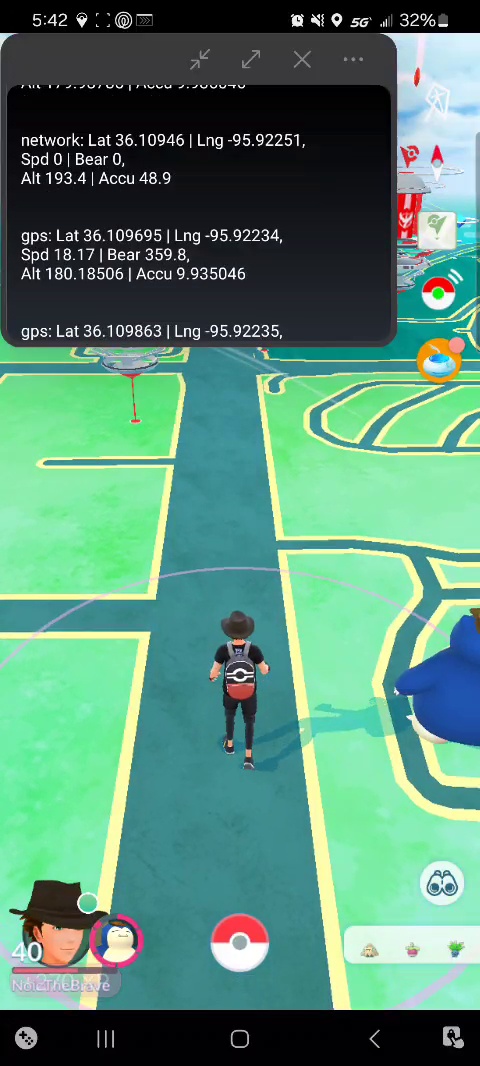 5:42
5G
32%
network: Lat 36.10946 | Lng -95.92251,
Spd 0 | Bear 0,
Alt 193.4 | Accu 48.9
gps: Lat 36.109695 | Lng -95.92234,
Spd 18.17 | Bear 359.8,
Alt 180.18506 | Accu 9.935046
gps: Lat 36.109863 | Lng -95.92235,
40